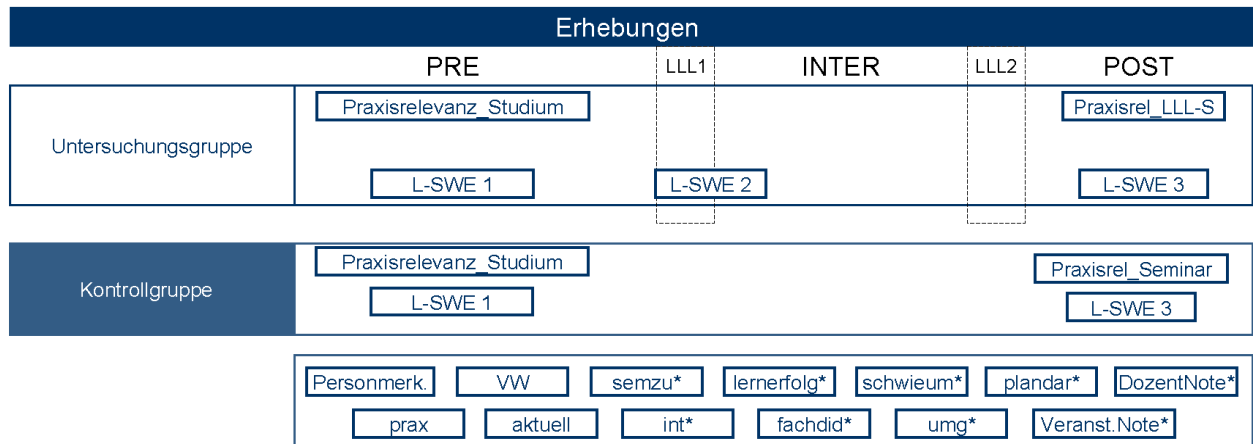 Erhebungen
PRE LLL1 INTER LLL2 POST
Praxisrelevanz_Studium Praxisrel_LLL-S
Untersuchungsgruppe
L-SWE 1 L-SWE 2 L-SWE 3
Praxisrelevanz_Studium Praxisrel_Seminar
Kontrollgruppe
L-SWE 1 L-SWE 3
Personmerk. VW semzu* lernerfolg* schwieum* plandar* DozentNote*
prax aktuell int* fachdid* umg* Veranst.Note*